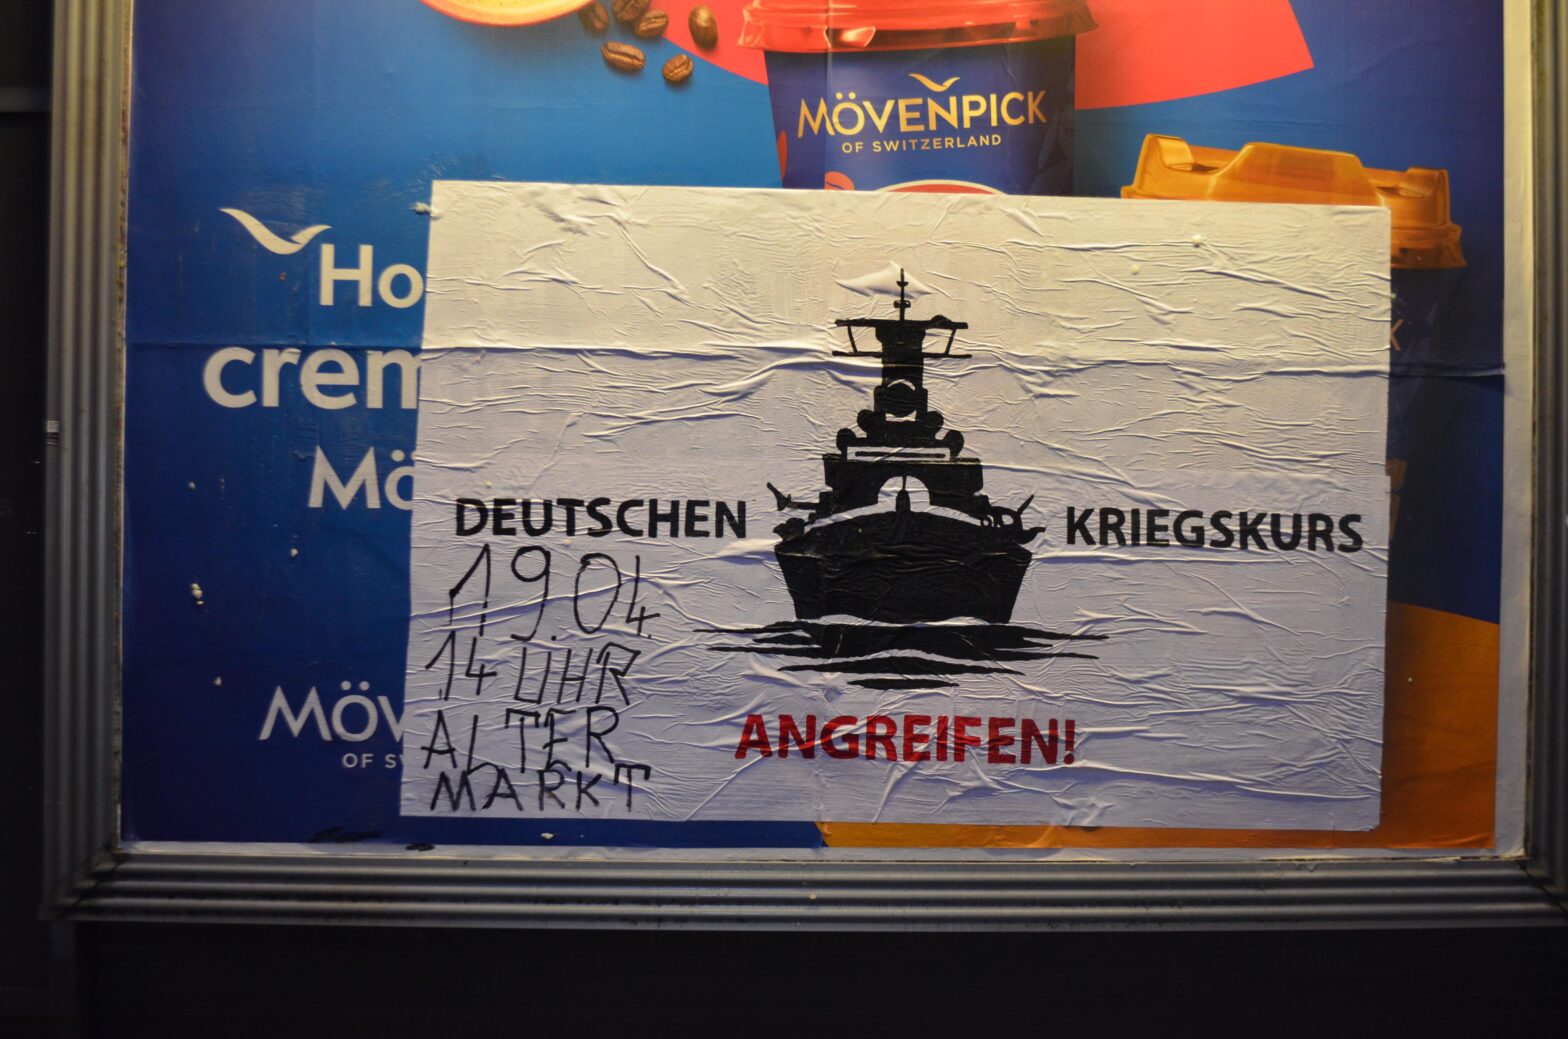 MÖVENPICK
OF SWITZERLAND
Ho
crem
Mö
DEUTSCHEN KRIEGSKURS
19.04.
14 UHR
ALTER
MARKT
ANGREIFEN!
MÖV
OF SW